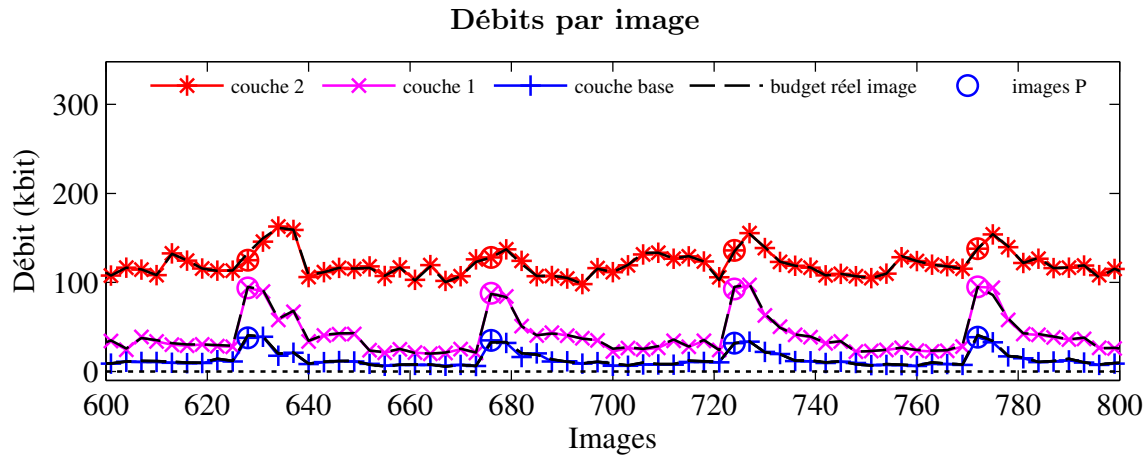 Débits par image
couche 2 couche 1 couche base budget réel image images P
Débit (kbit)
300
200
100
0
600 620 640 660 680 700 720 740 760 780 800
Images